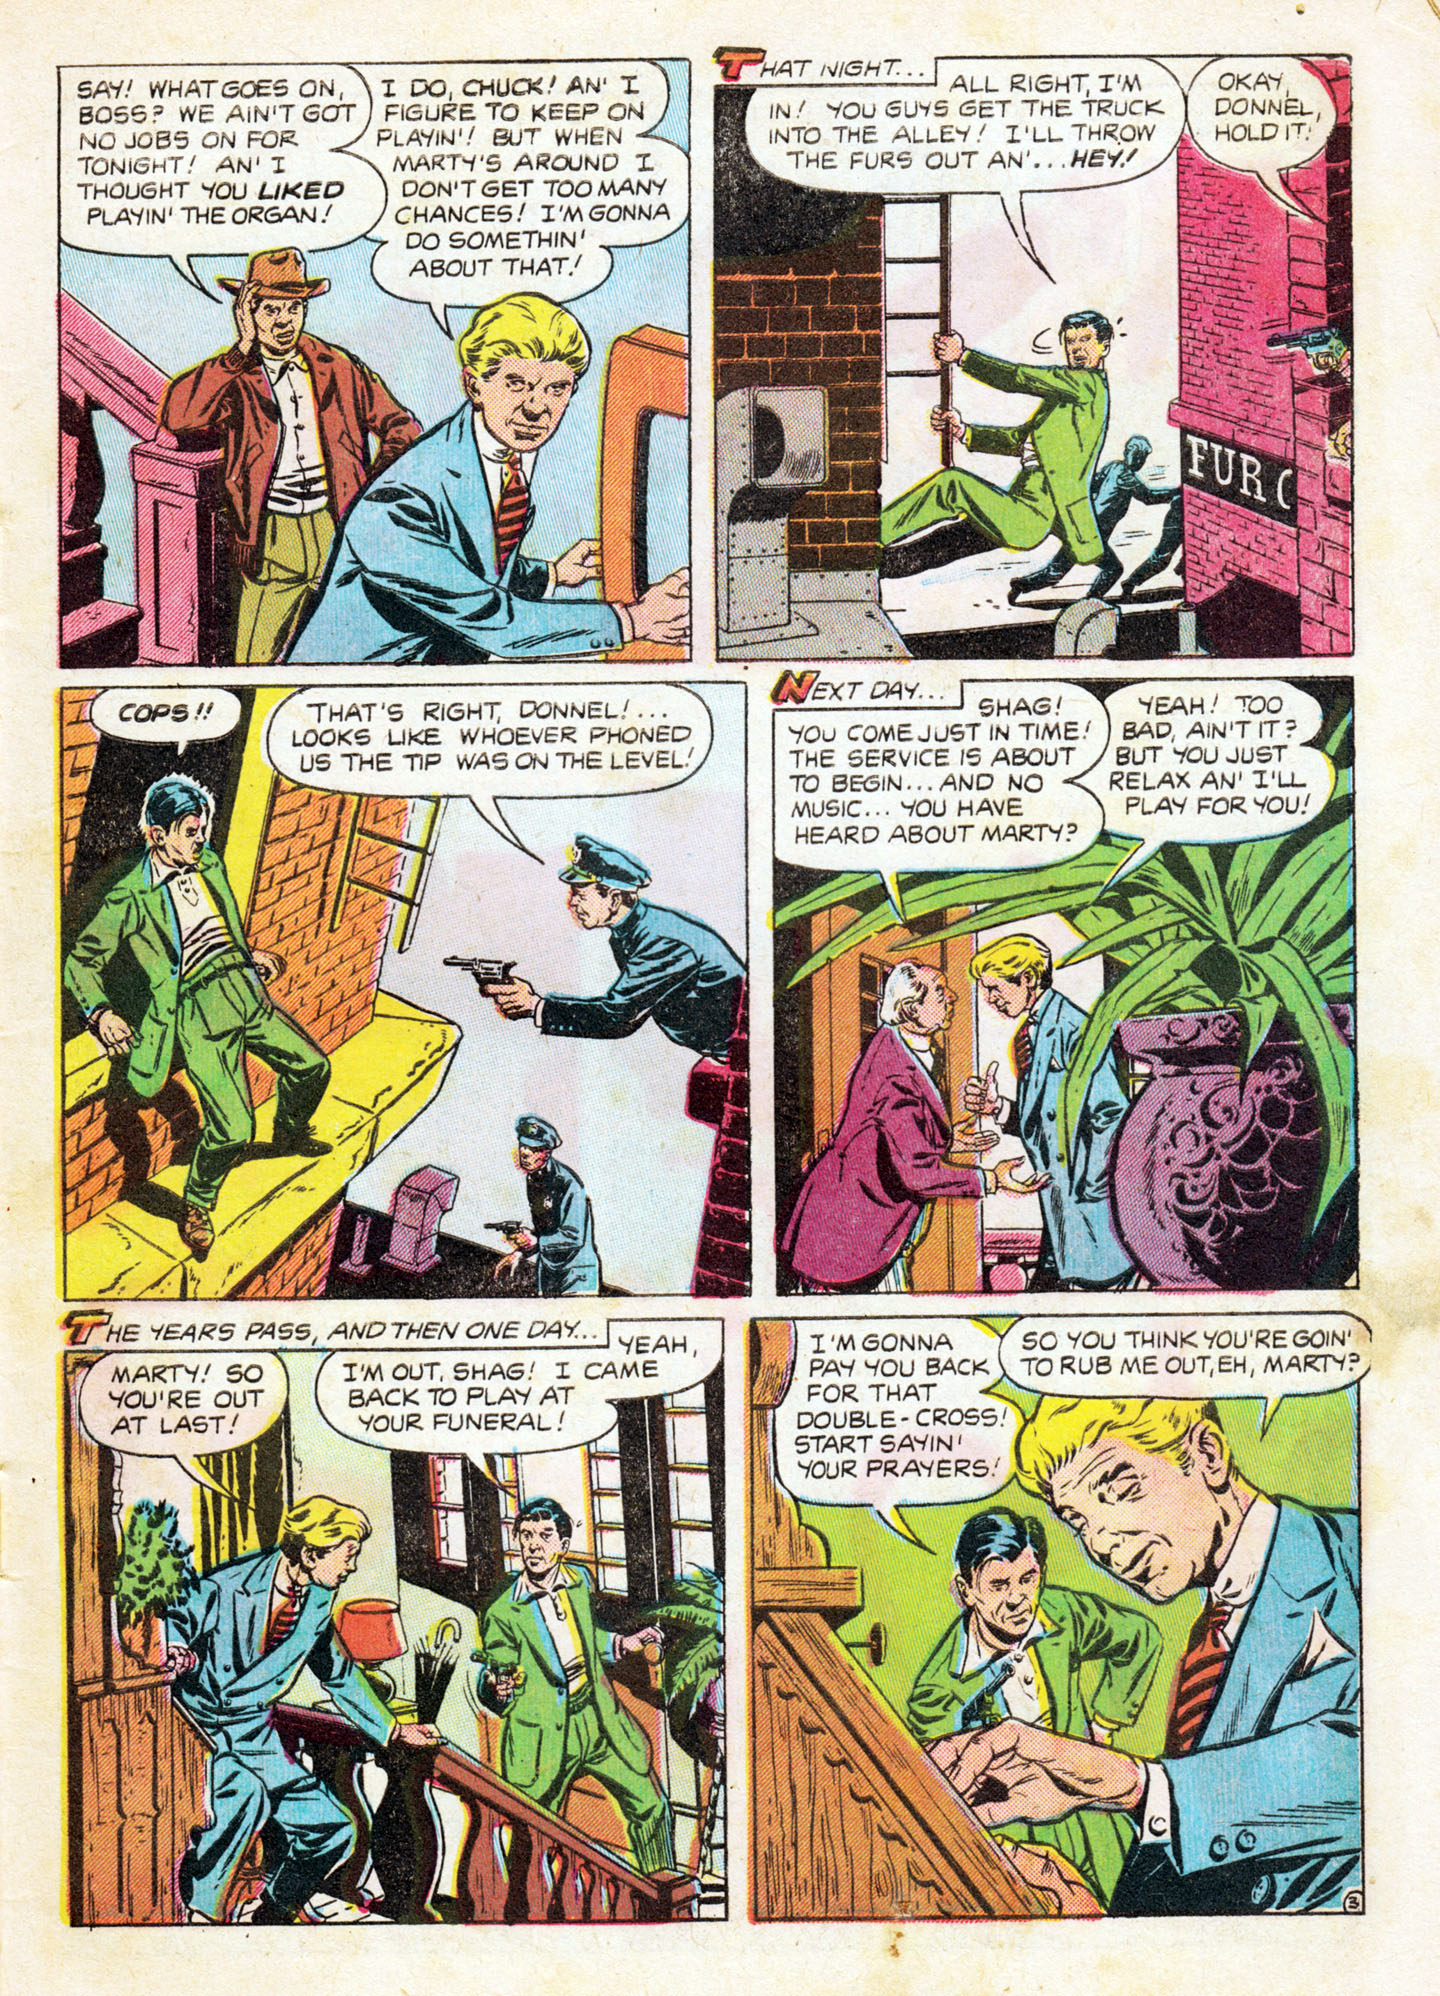 SAY! WHAT GOES ON,
BOSS? WE AIN'T GOT
NO JOBS ON FOR
TONIGHT! AN' I
THOUGHT YOU LIKED
PLAYIN' THE ORGAN!
I DO, CHUCK! AN' I
FIGURE TO KEEP ON
PLAYIN'! BUT WHEN
MARTY'S AROUND I
DON'T GET TOO MANY
CHANCES! I'M GONNA
DO SOMETHIN'
ABOUT THAT!
THAT NIGHT...
ALL RIGHT, I'M
IN! YOU GUYS GET THE TRUCK
INTO THE ALLEY! I'LL THROW
THE FURS OUT AN'... HEY!
OKAY,
DONNEL,
HOLD IT!
FUR C
COPS!!
THAT'S RIGHT, DONNEL!...
LOOKS LIKE WHOEVER PHONED
US THE TIP WAS ON THE LEVEL!
NEXT DAY...
SHAG!
YOU COME JUST IN TIME!
THE SERVICE IS ABOUT
TO BEGIN... AND NO
MUSIC... YOU HAVE
HEARD ABOUT MARTY?
YEAH! TOO
BAD, AIN'T IT?
BUT YOU JUST
RELAX AN' I'LL
PLAY FOR YOU!
THE YEARS PASS, AND THEN ONE DAY...
MARTY! SO
YOU'RE OUT
AT LAST!
YEAH,
I'M OUT, SHAG! I CAME
BACK TO PLAY AT
YOUR FUNERAL!
I'M GONNA
PAY YOU BACK
FOR THAT
DOUBLE-CROSS!
START SAYIN'
YOUR PRAYERS!
SO YOU THINK YOU'RE GOIN'
TO RUB ME OUT, EH, MARTY?
3